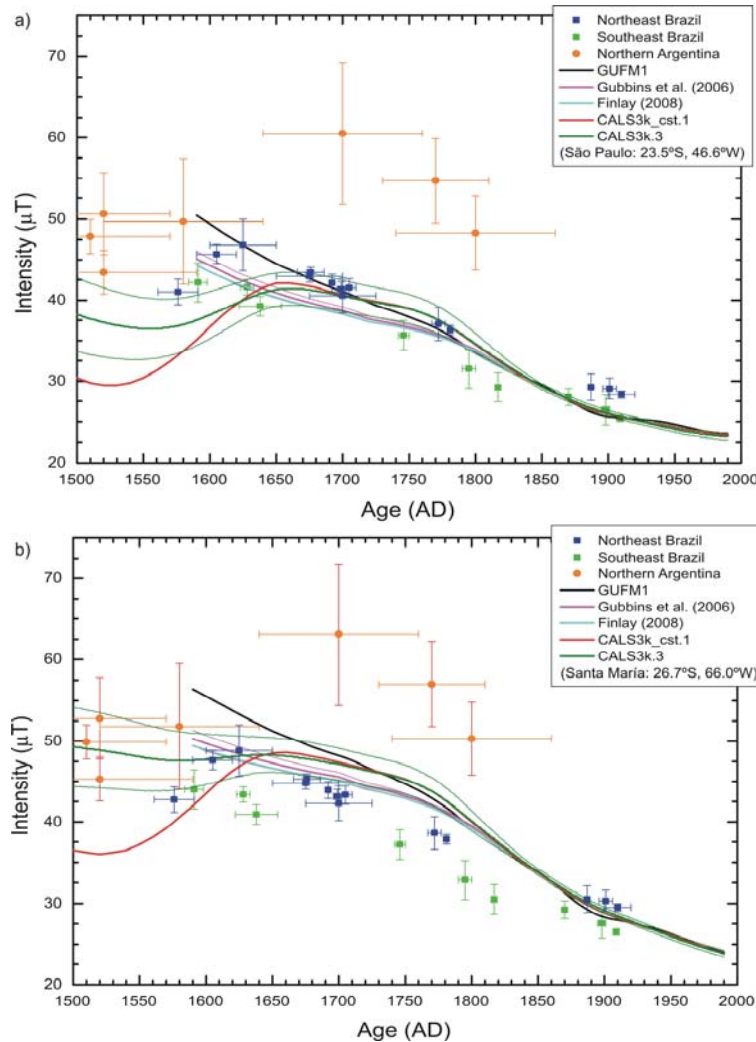 a)
70
60
50
40
30
20
Intensity (μT)
1500 1550 1600 1650 1700 1750 1800 1850 1900 1950 2000
Age (AD)
Northeast Brazil
Southeast Brazil
Northern Argentina
GUFM1
Gubbins et al. (2006)
Finlay (2008)
CALS3k_cst.1
CALS3k.3
(São Paulo: 23.5ºS, 46.6ºW)
b)
70
60
50
40
30
20
Intensity (μT)
1500 1550 1600 1650 1700 1750 1800 1850 1900 1950 2000
Age (AD)
Northeast Brazil
Southeast Brazil
Northern Argentina
GUFM1
Gubbins et al. (2006)
Finlay (2008)
CALS3k_cst.1
CALS3k.3
(Santa María: 26.7ºS, 66.0ºW)